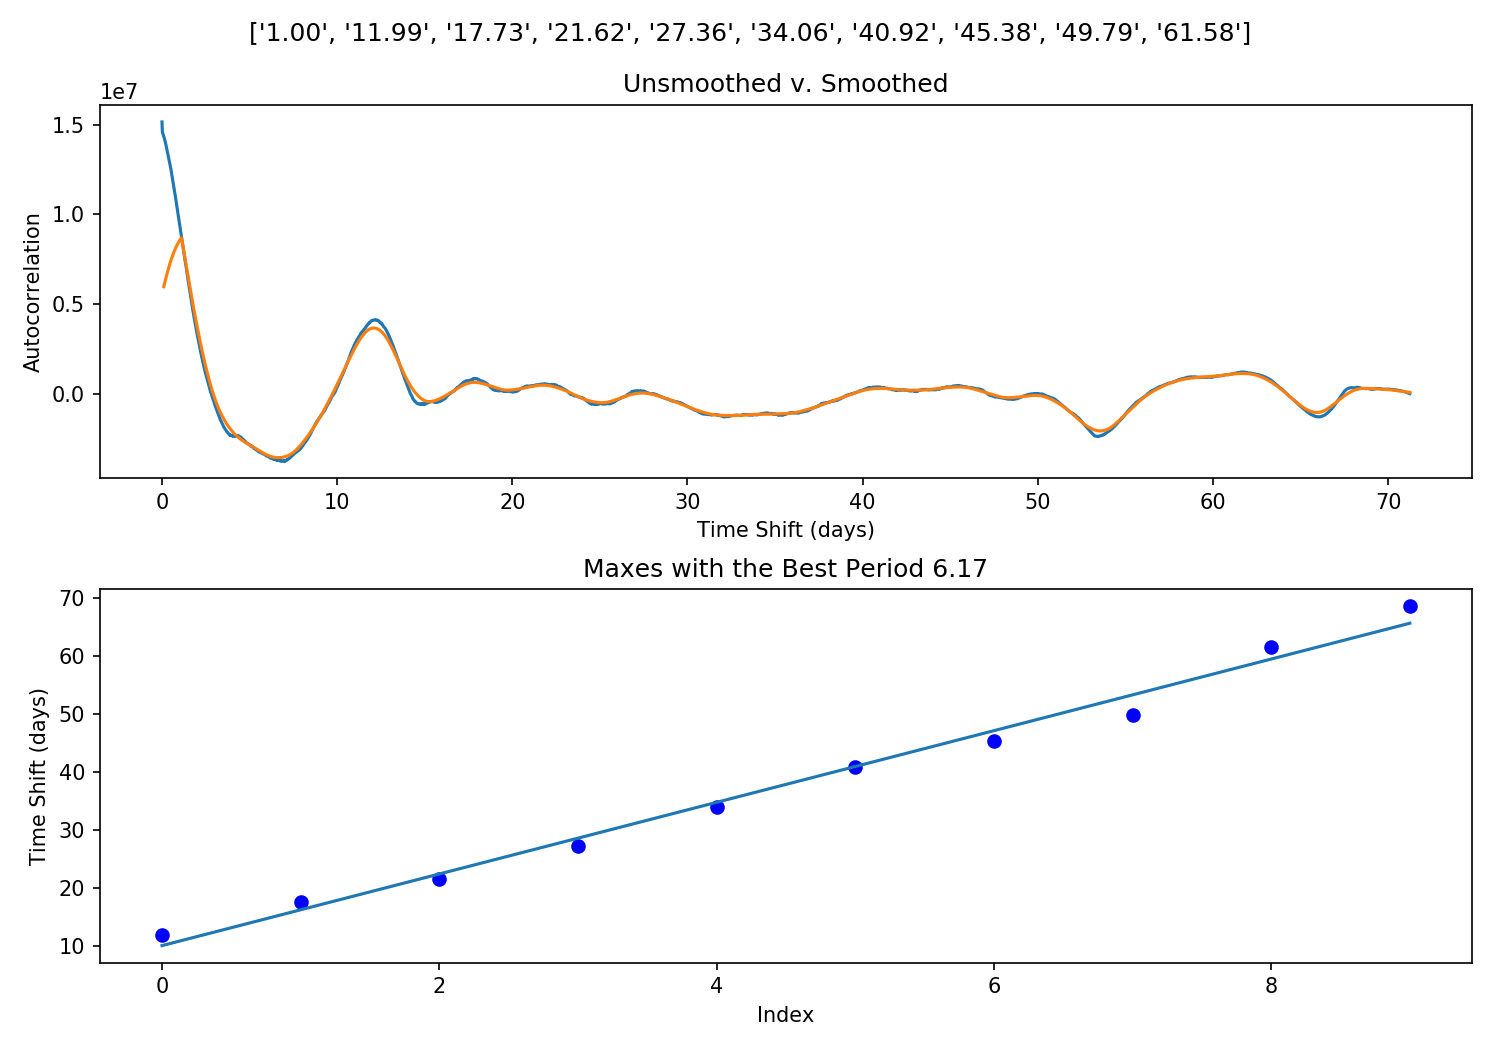 ['1.00', '11.99', '17.73', '21.62', '27.36', '34.06', '40.92', '45.38', '49.79', '61.58']
Unsmoothed v. Smoothed
1e7
1.5
1.0
0.5
0.0
Autocorrelation
0 10 20 30 40 50 60 70
Time Shift (days)
Maxes with the Best Period 6.17
70
60
50
40
30
20
10
Time Shift (days)
0 2 4 6 8
Index